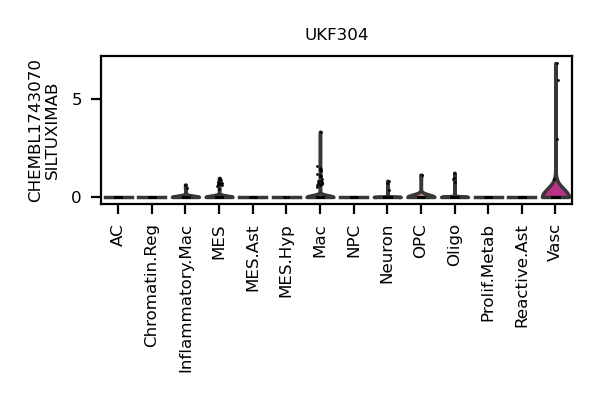 UKF304
CHEMBL1743070
SILTUXIMAB
5
0
AC
Chromatin.Reg
Inflammatory.Mac
MES
MES.Ast
MES.Hyp
Mac
NPC
Neuron
OPC
Oligo
Prolif.Metab
Reactive.Ast
Vasc